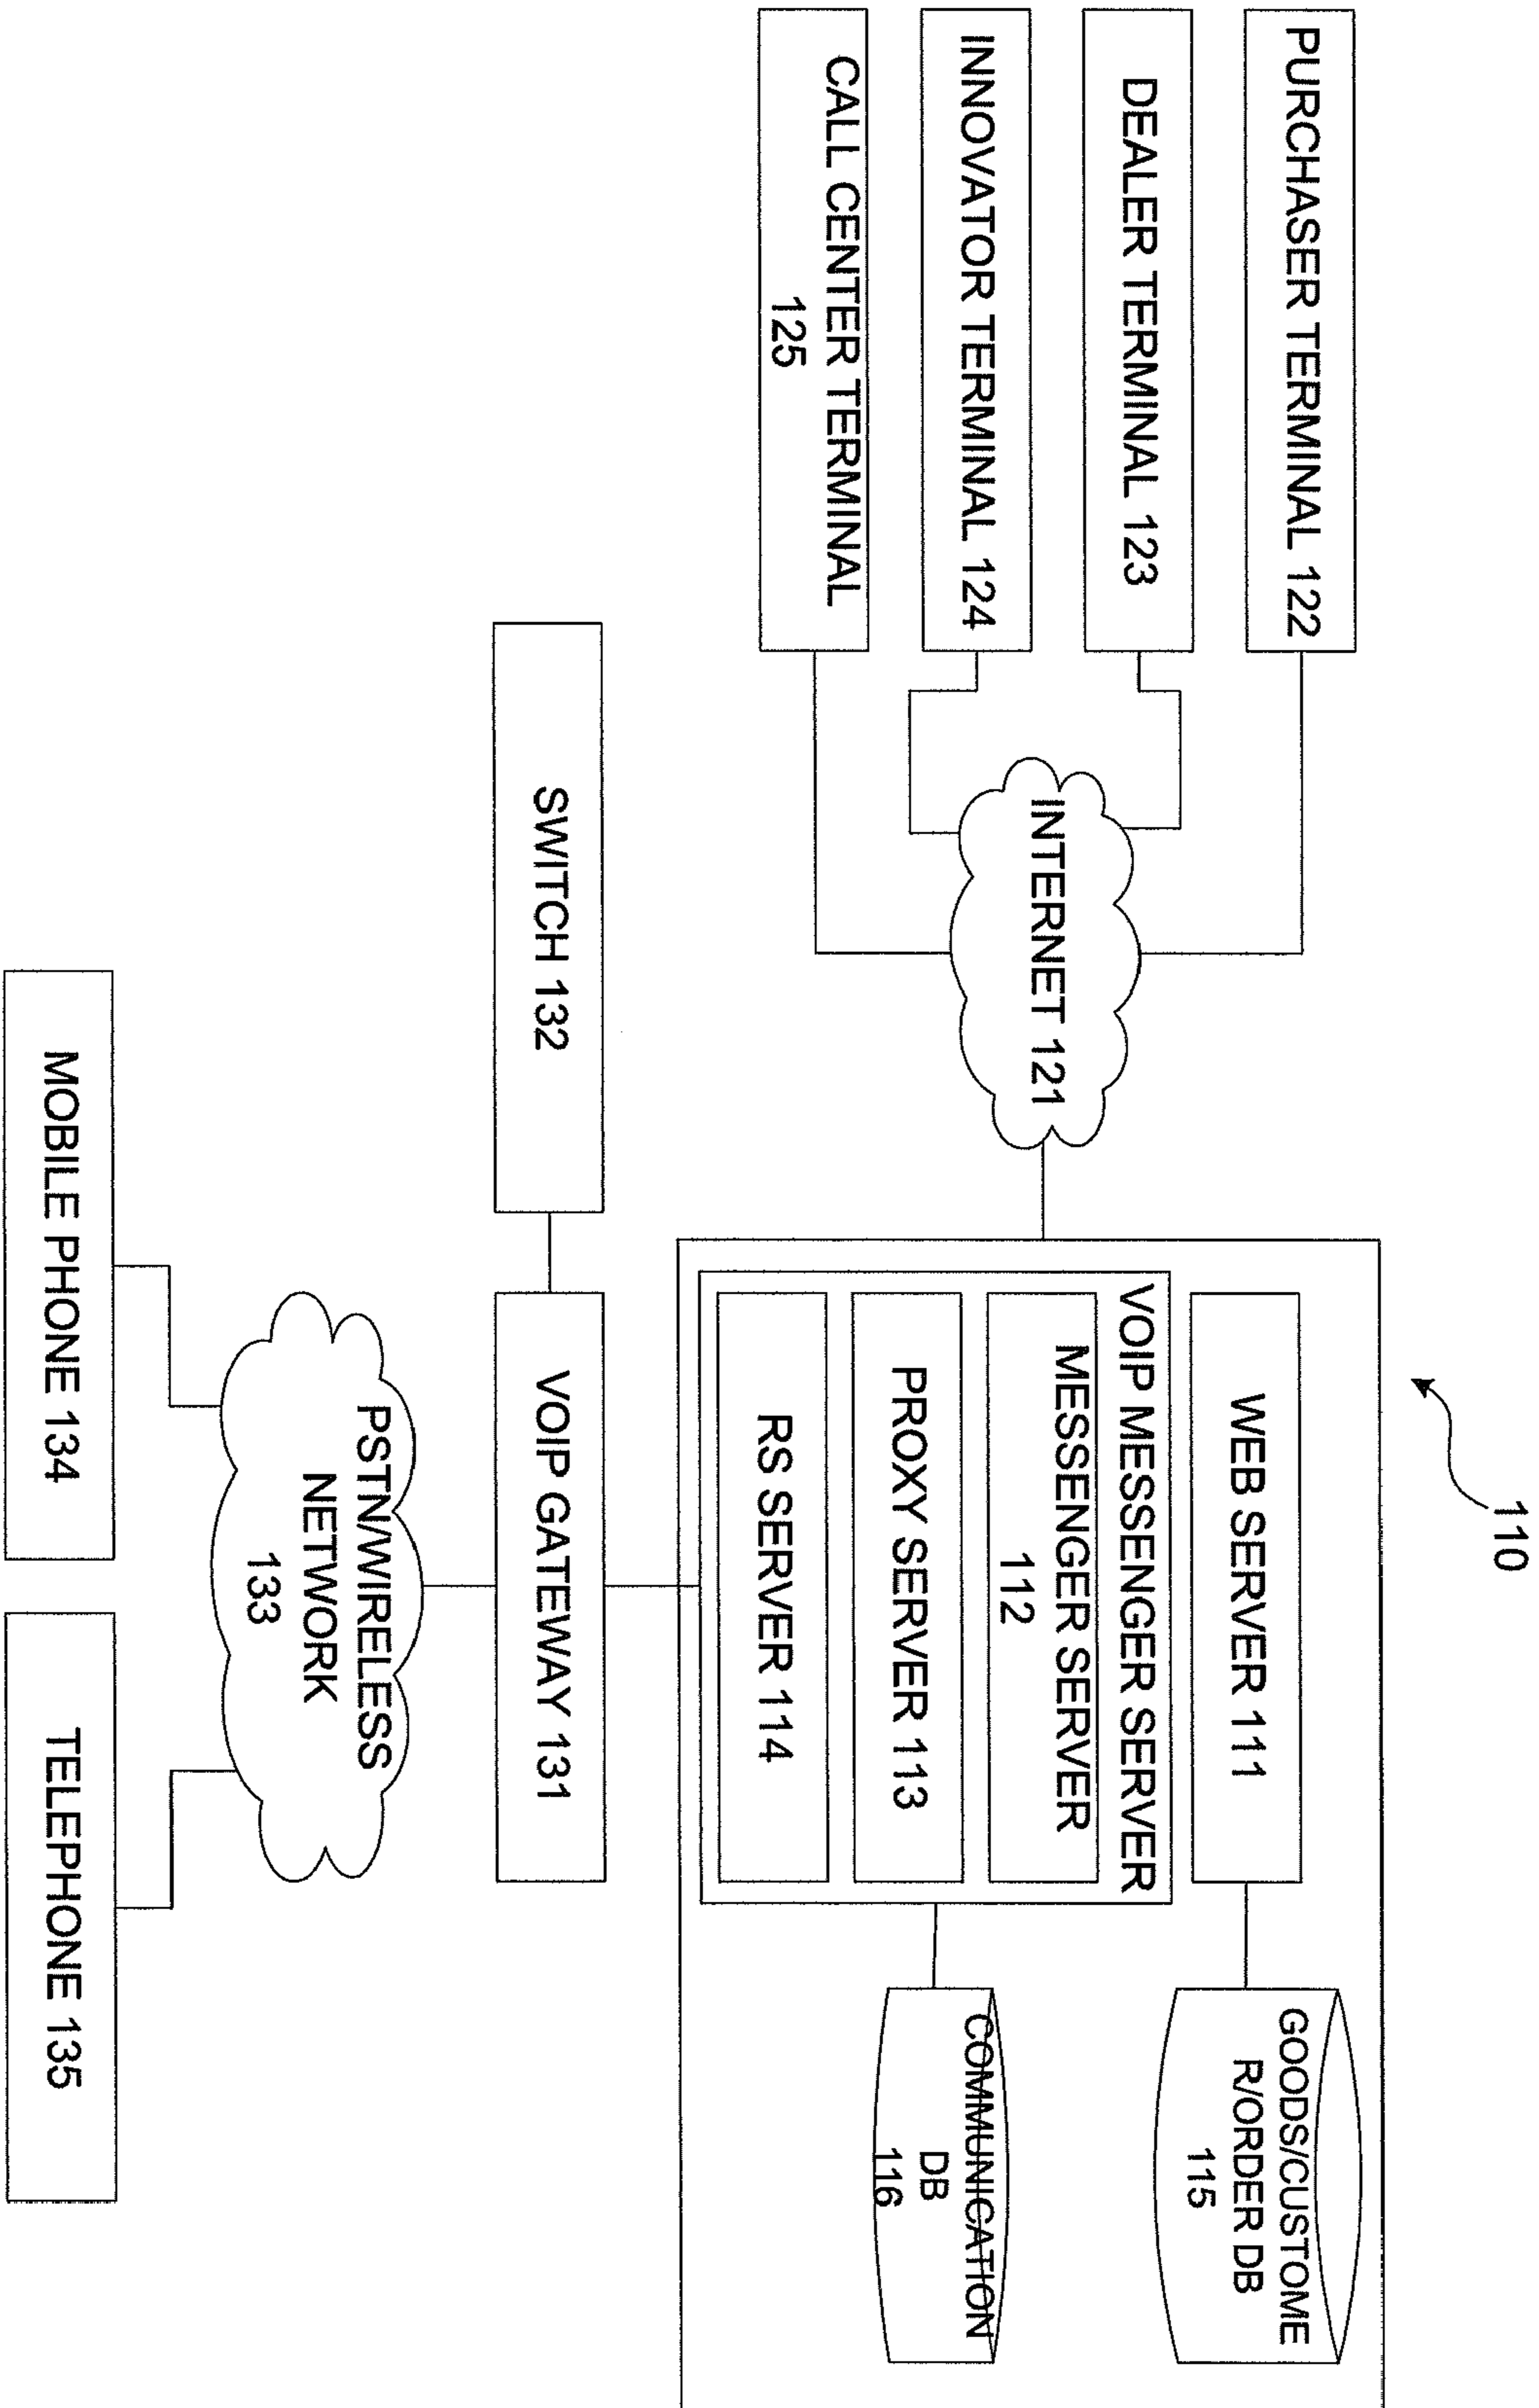 110
PURCHASER TERMINAL 122
DEALER TERMINAL 123
INNOVATOR TERMINAL 124
CALL CENTER TERMINAL
125
INTERNET 121
WEB SERVER 111
VOIP MESSENGER SERVER
MESSENGER SERVER
112
PROXY SERVER 113
RS SERVER 114
GOODS/CUSTOME
R/ORDER DB
115
COMMUNICATION
DB
116
SWITCH 132
VOIP GATEWAY 131
PSTN/WIRELESS
NETWORK
133
MOBILE PHONE 134
TELEPHONE 135